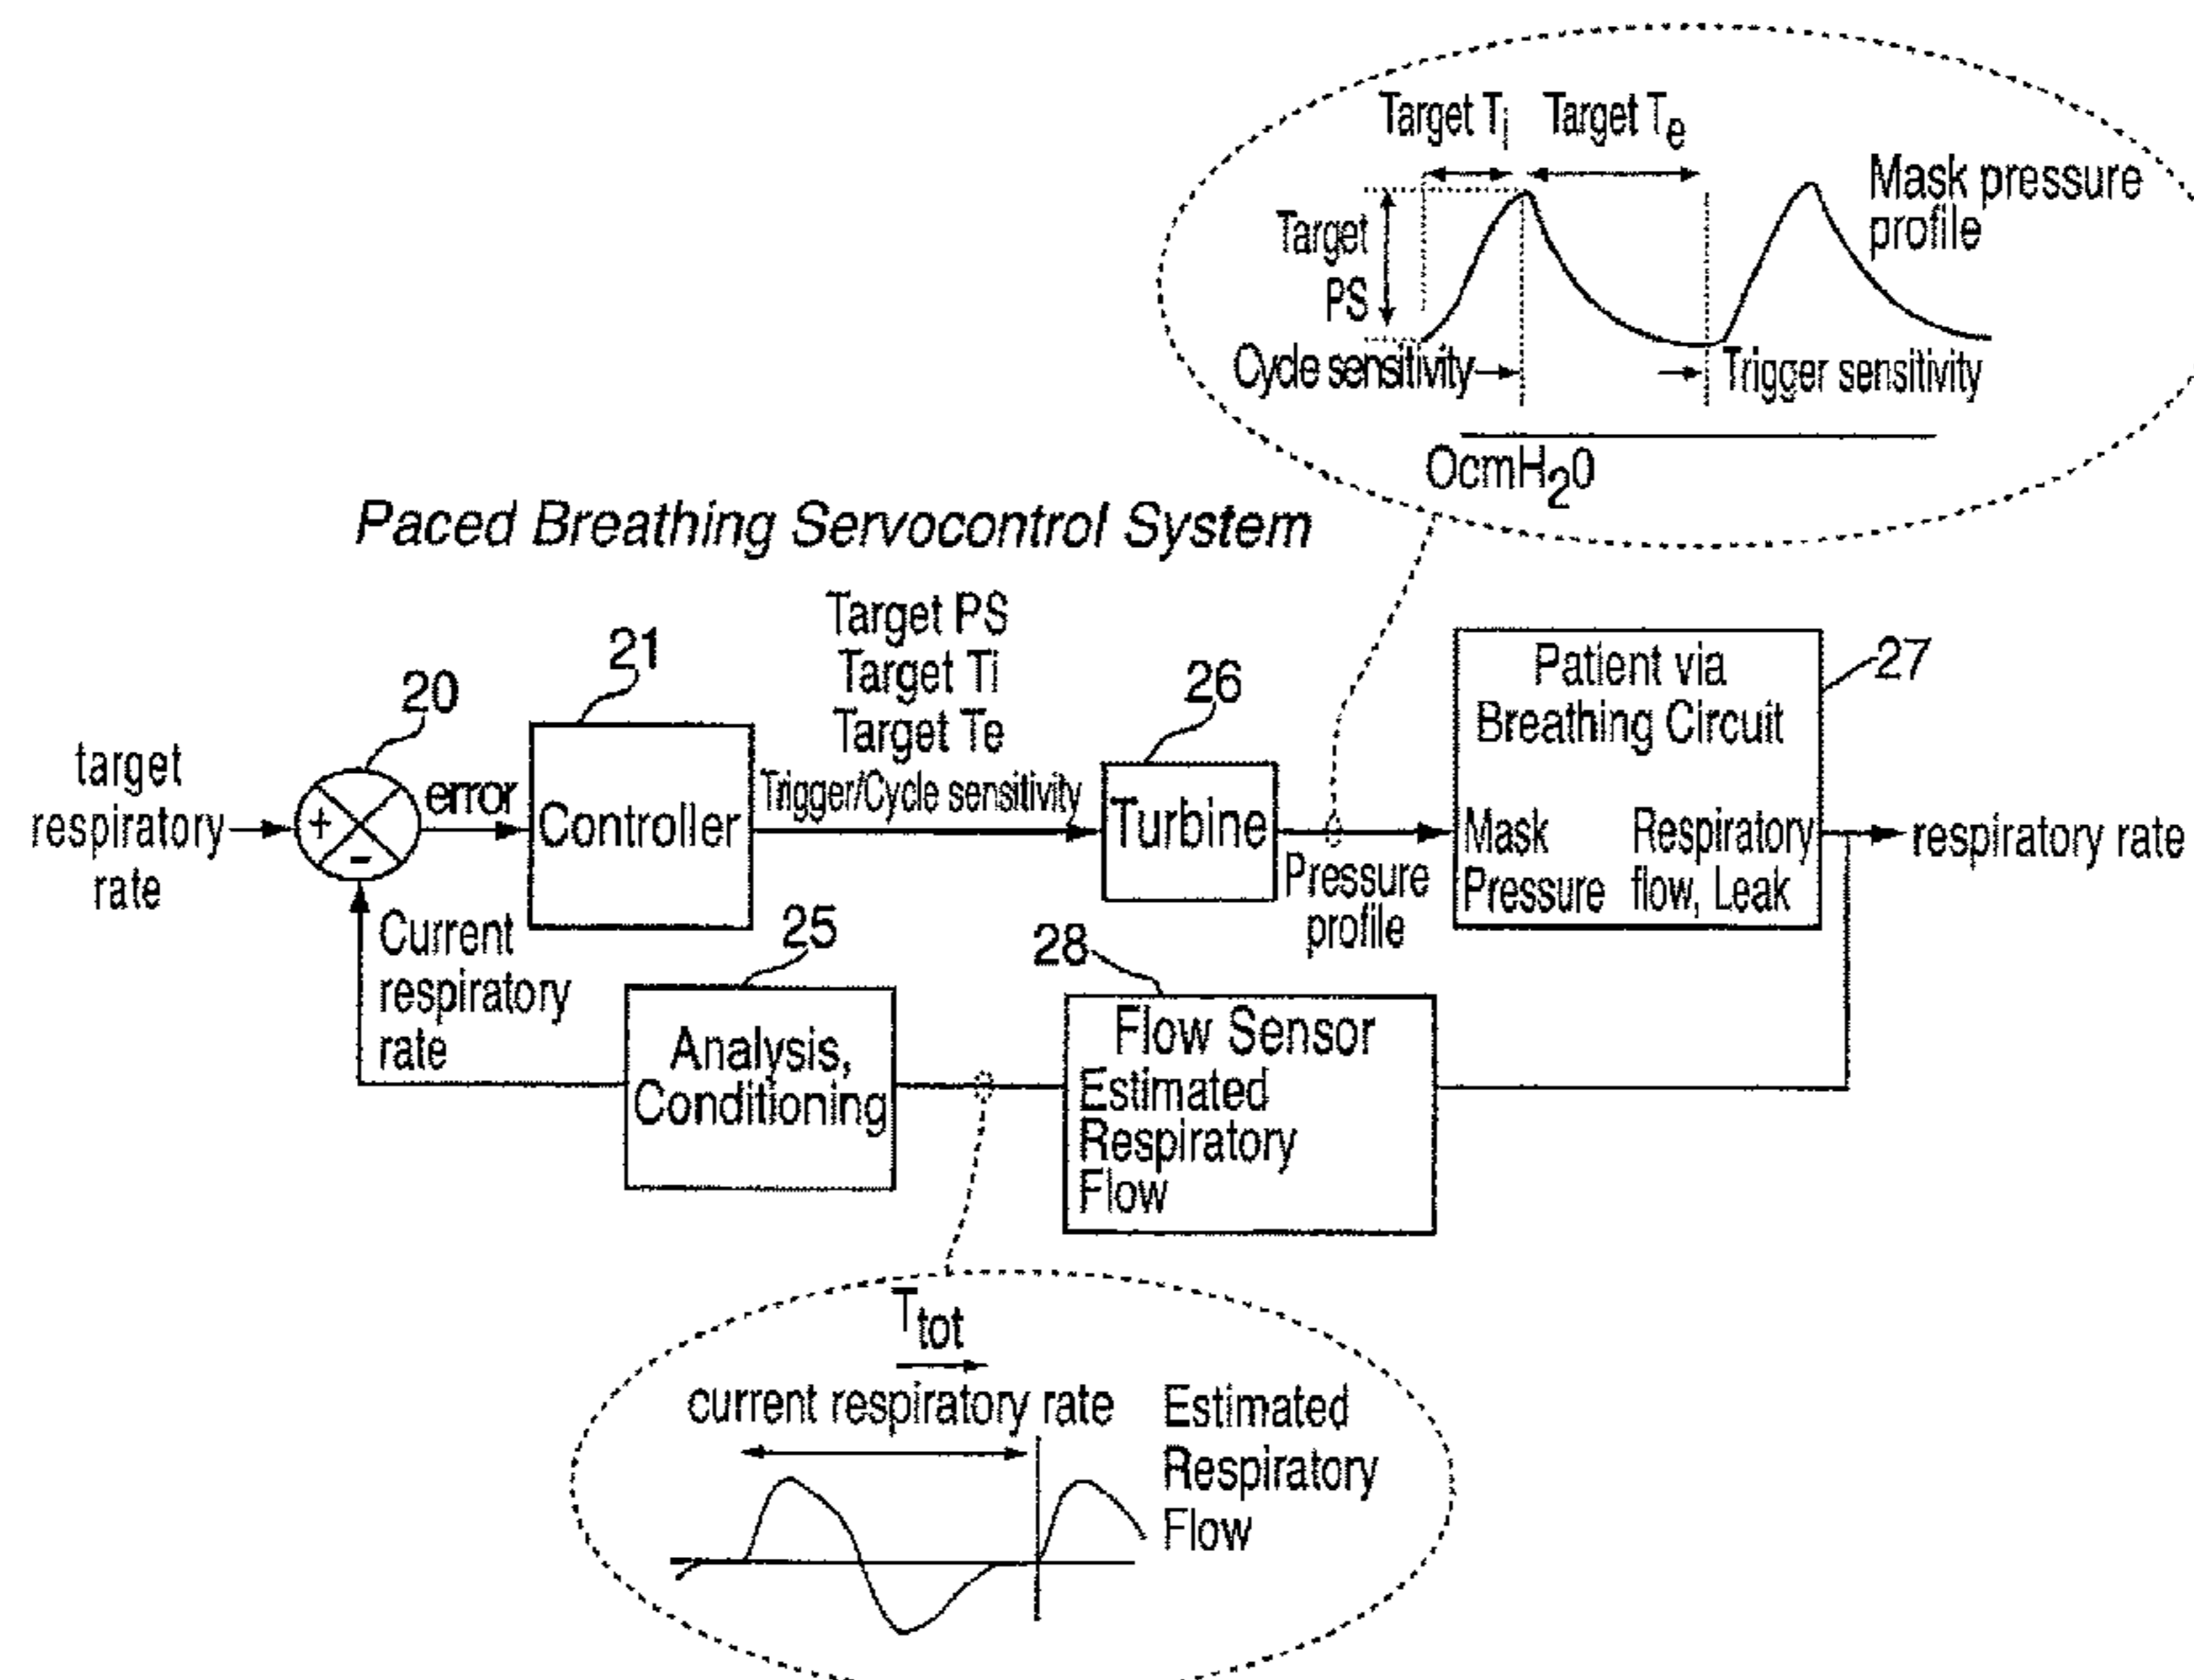 Target Ti Target Te
Mask pressure
profile
Target
PS
Cycle sensitivity
Trigger sensitivity
OcmH20
Paced Breathing Servocontrol System
Target PS
Target Ti
Target Te
Trigger/Cycle sensitivity
20
21
26
27
target
respiratory
rate
+
-
error
Controller
Turbine
Pressure
profile
Patient via
Breathing Circuit
Mask
Pressure
Respiratory
flow, Leak
respiratory rate
Current
respiratory
rate
25
Analysis,
Conditioning
28
Flow Sensor
Estimated
Respiratory
Flow
Ttot
current respiratory rate
Estimated
Respiratory
Flow